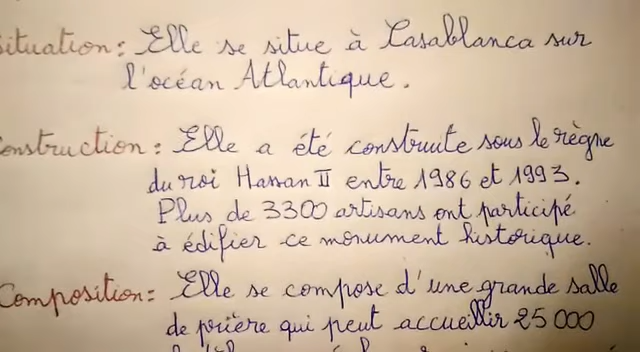 situation : Elle se situe à Casablanca sur
l'océan Atlantique.
Construction : Elle a été construite sous le règne
du roi Hassan II entre 1986 et 1993.
Plus de 3300 artisans ont participé
à édifier ce monument historique.
Composition : Elle se compose d'une grande salle
de prière qui peut accueillir 25 000